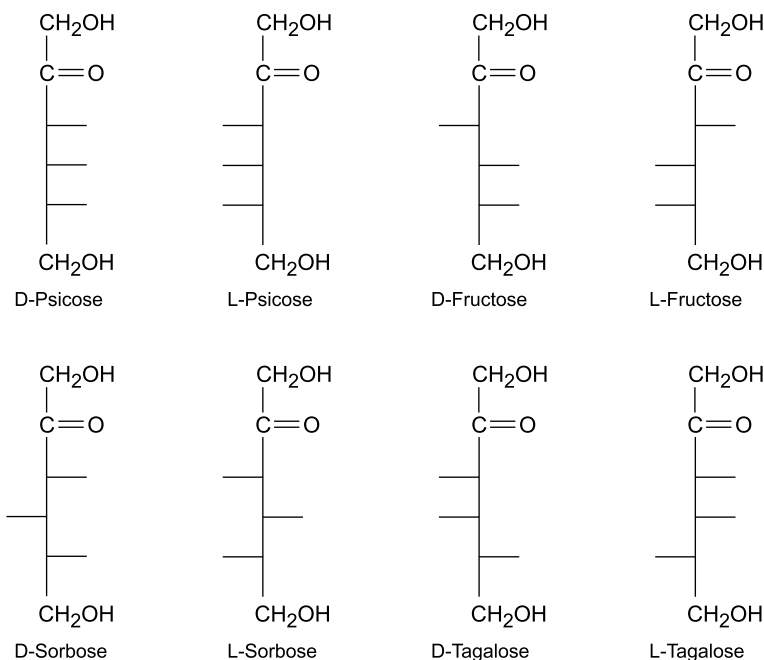 CH2OH CH2OH CH2OH CH2OH
C=O C=O C=O C=O
CH2OH CH2OH CH2OH CH2OH
D-Psicose L-Psicose D-Fructose L-Fructose
CH2OH CH2OH CH2OH CH2OH
C=O C=O C=O C=O
CH2OH CH2OH CH2OH CH2OH
D-Sorbose L-Sorbose D-Tagalose L-Tagalose